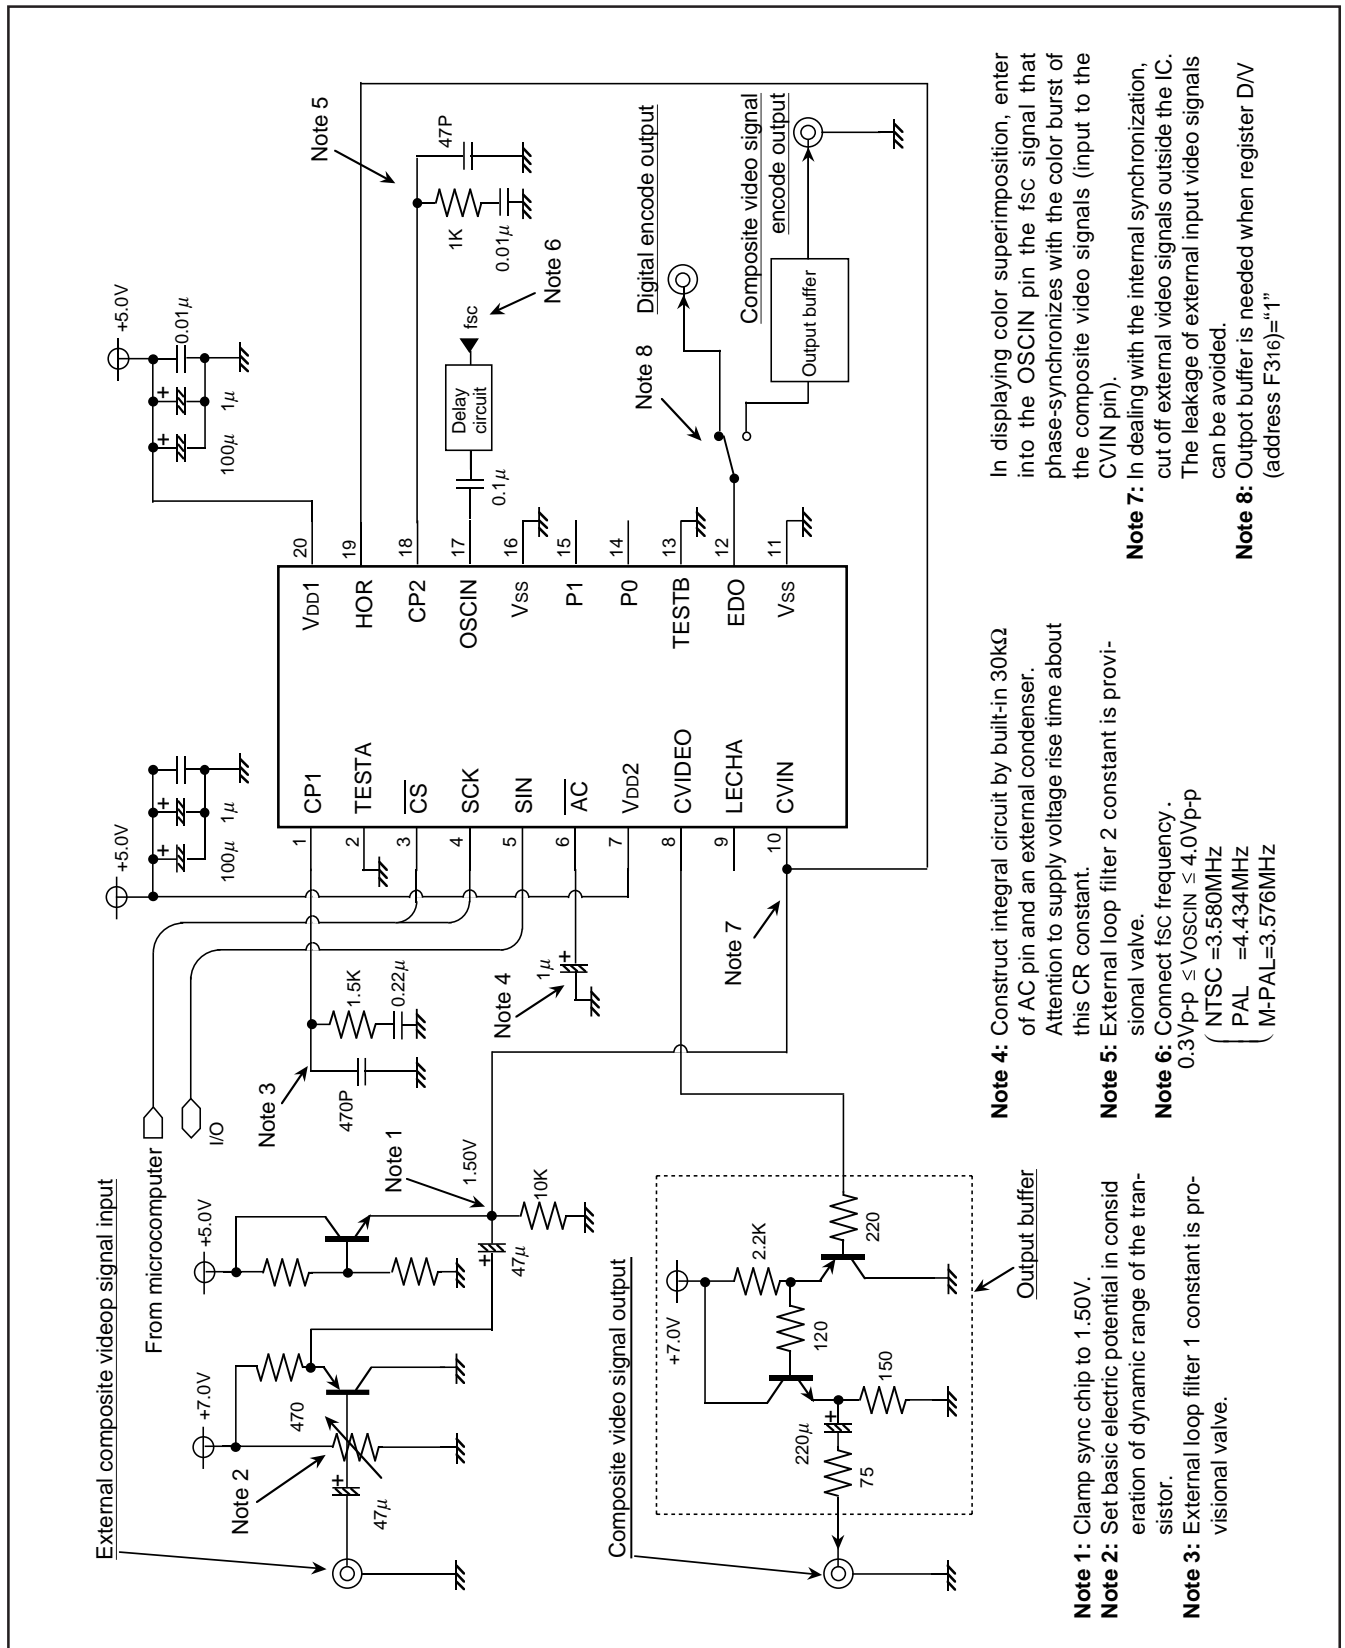 External composite videop signal input
+7.0V
470
Note 2
47μ
+
+5.0V
From microcomputer
I/O
Note 1
1.50V
+
47μ
10K
Note 3
470P
1.5K
0.22μ
Note 4
1μ
+
+5.0V
+
100μ
+
1μ
+5.0V
+
100μ
+
1μ
0.01μ
1
CP1
2
TESTA
3
CS
4
SCK
5
SIN
6
AC
7
VDD2
8
CVIDEO
9
LECHA
10
CVIN
20
VDD1
19
HOR
18
CP2
17
OSCIN
16
VSS
15
P1
14
P0
13
TESTB
12
EDO
11
VSS
Note 5
47P
1K
0.01μ
Note 6
fsc
Delay
circuit
0.1μ
Note 7
Note 8
Digital encode output
Composite video signal
encode output
Output buffer
Composite video signal output
+7.0V
2.2K
220
120
150
220μ
+
75
Output buffer
Note 1: Clamp sync chip to 1.50V.
Note 2: Set basic electric potential in consid
eration of dynamic range of the tran-
sistor.
Note 3: External loop filter 1 constant is pro-
visional valve.
Note 4: Construct integral circuit by built-in 30kΩ
of AC pin and an external condenser.
Attention to supply voltage rise time about
this CR constant.
Note 5: External loop filter 2 constant is provi-
sional valve.
Note 6: Connect fsc frequency.
0.3Vp-p ≤ VOSCIN ≤ 4.0Vp-p
NTSC =3.580MHz
PAL =4.434MHz
M-PAL=3.576MHz
In displaying color superimposition, enter
into the OSCIN pin the fsc signal that
phase-synchronizes with the color burst of
the composite video signals (input to the
CVIN pin).
Note 7: In dealing with the internal synchronization,
cut off external video signals outside the IC.
The leakage of external input video signals
can be avoided.
Note 8: Outpot buffer is needed when register D/V
(address F316)=“1”